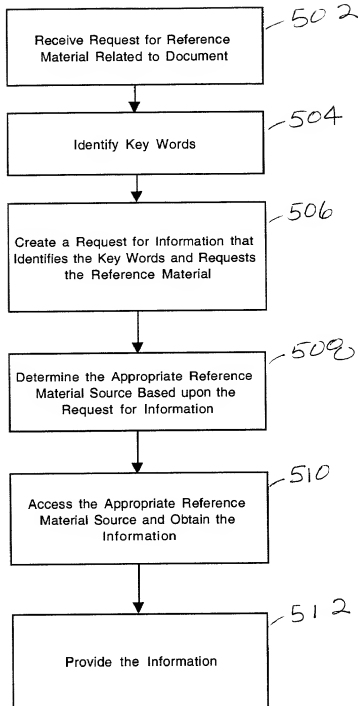 502
Receive Request for Reference
Material Related to Document
504
Identify Key Words
506
Create a Request for Information that
Identifies the Key Words and Requests
the Reference Material
508
Determine the Appropriate Reference
Material Source Based upon the
Request for Information
510
Access the Appropriate Reference
Material Source and Obtain the
Information
512
Provide the Information